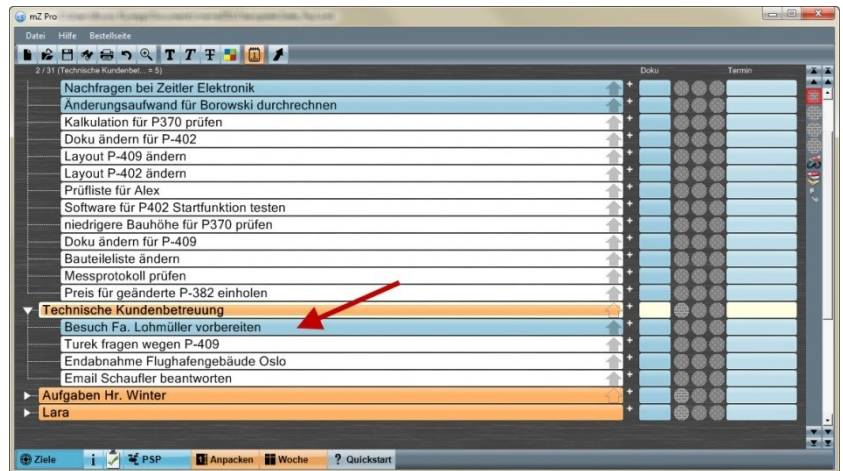 mZ Pro
Datei Hilfe Bestellseite
T T T
2 / 31 (Technische Kundenbet... = 5) Doku Termin
Nachfragen bei Zeitler Elektronik
Änderungsaufwand für Borowski durchrechnen
Kalkulation für P370 prüfen
Doku ändern für P-402
Layout P-409 ändern
Layout P-402 ändern
Prüfliste für Alex
Software für P402 Startfunktion testen
niedrigere Bauhöhe für P370 prüfen
Doku ändern für P-409
Bauteileliste ändern
Messprotokoll prüfen
Preis für geänderte P-382 einholen
Technische Kundenbetreuung
Besuch Fa. Lohmüller vorbereiten
Turek fragen wegen P-409
Endabnahme Flughafengebäude Oslo
Email Schaufler beantworten
Aufgaben Hr. Winter
Lara
Ziele i PSP Anpacken Woche ? Quickstart